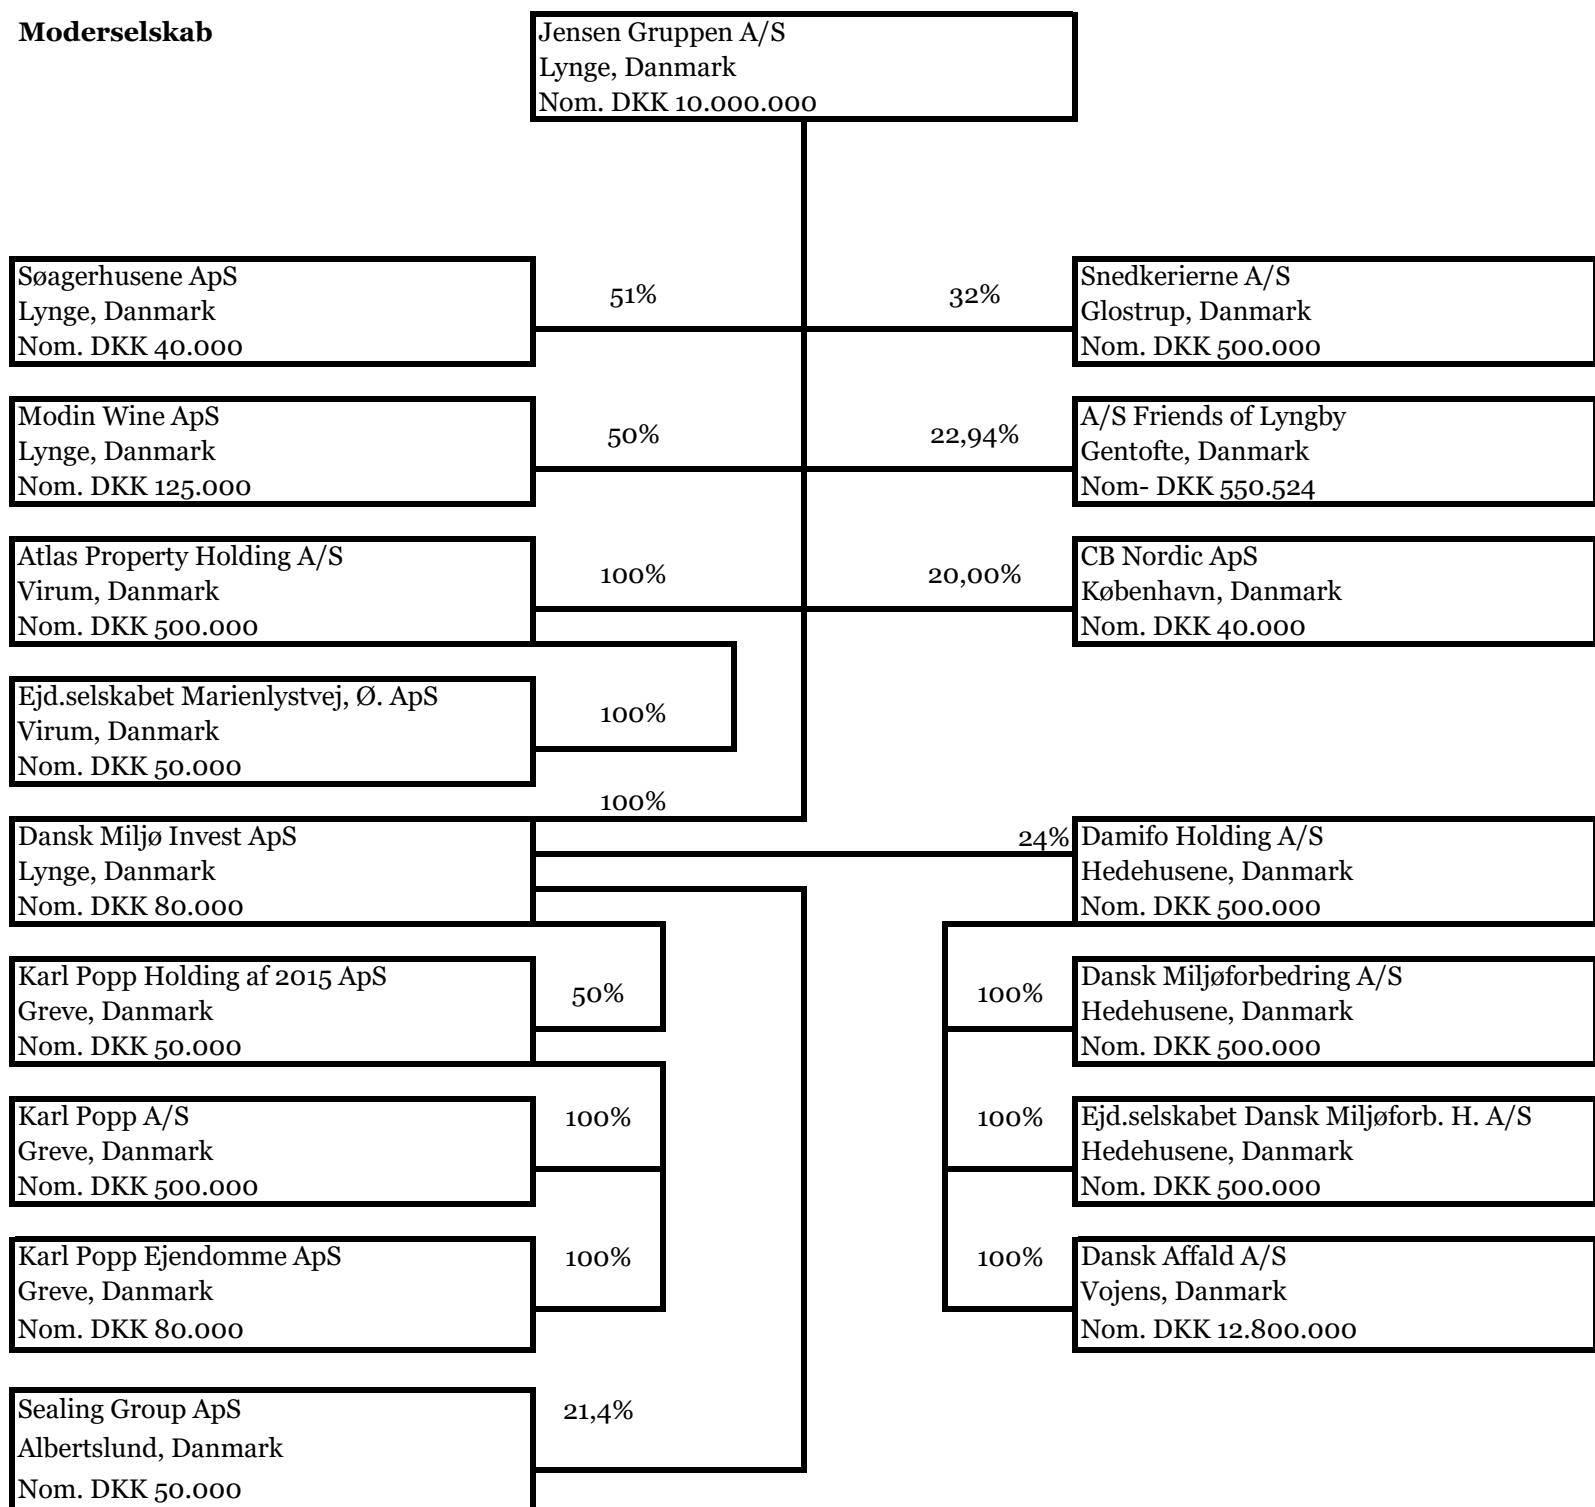 Moderselskab
Jensen Gruppen A/S
Lynge, Danmark
Nom. DKK 10.000.000
Søagerhusene ApS
Lynge, Danmark
Nom. DKK 40.000
51%
32%
Snedkerierne A/S
Glostrup, Danmark
Nom. DKK 500.000
Modin Wine ApS
Lynge, Danmark
Nom. DKK 125.000
50%
22,94%
A/S Friends of Lyngby
Gentofte, Danmark
Nom- DKK 550.524
Atlas Property Holding A/S
Virum, Danmark
Nom. DKK 500.000
100%
20,00%
CB Nordic ApS
København, Danmark
Nom. DKK 40.000
Ejd.selskabet Marienlystvej, Ø. ApS
Virum, Danmark
Nom. DKK 50.000
100%
100%
Dansk Miljø Invest ApS
Lynge, Danmark
Nom. DKK 80.000
24%
Damifo Holding A/S
Hedehusene, Danmark
Nom. DKK 500.000
Karl Popp Holding af 2015 ApS
Greve, Danmark
Nom. DKK 50.000
50%
100%
Dansk Miljøforbedring A/S
Hedehusene, Danmark
Nom. DKK 500.000
Karl Popp A/S
Greve, Danmark
Nom. DKK 500.000
100%
100%
Ejd.selskabet Dansk Miljøforb. H. A/S
Hedehusene, Danmark
Nom. DKK 500.000
Karl Popp Ejendomme ApS
Greve, Danmark
Nom. DKK 80.000
100%
100%
Dansk Affald A/S
Vojens, Danmark
Nom. DKK 12.800.000
Sealing Group ApS
Albertslund, Danmark
Nom. DKK 50.000
21,4%